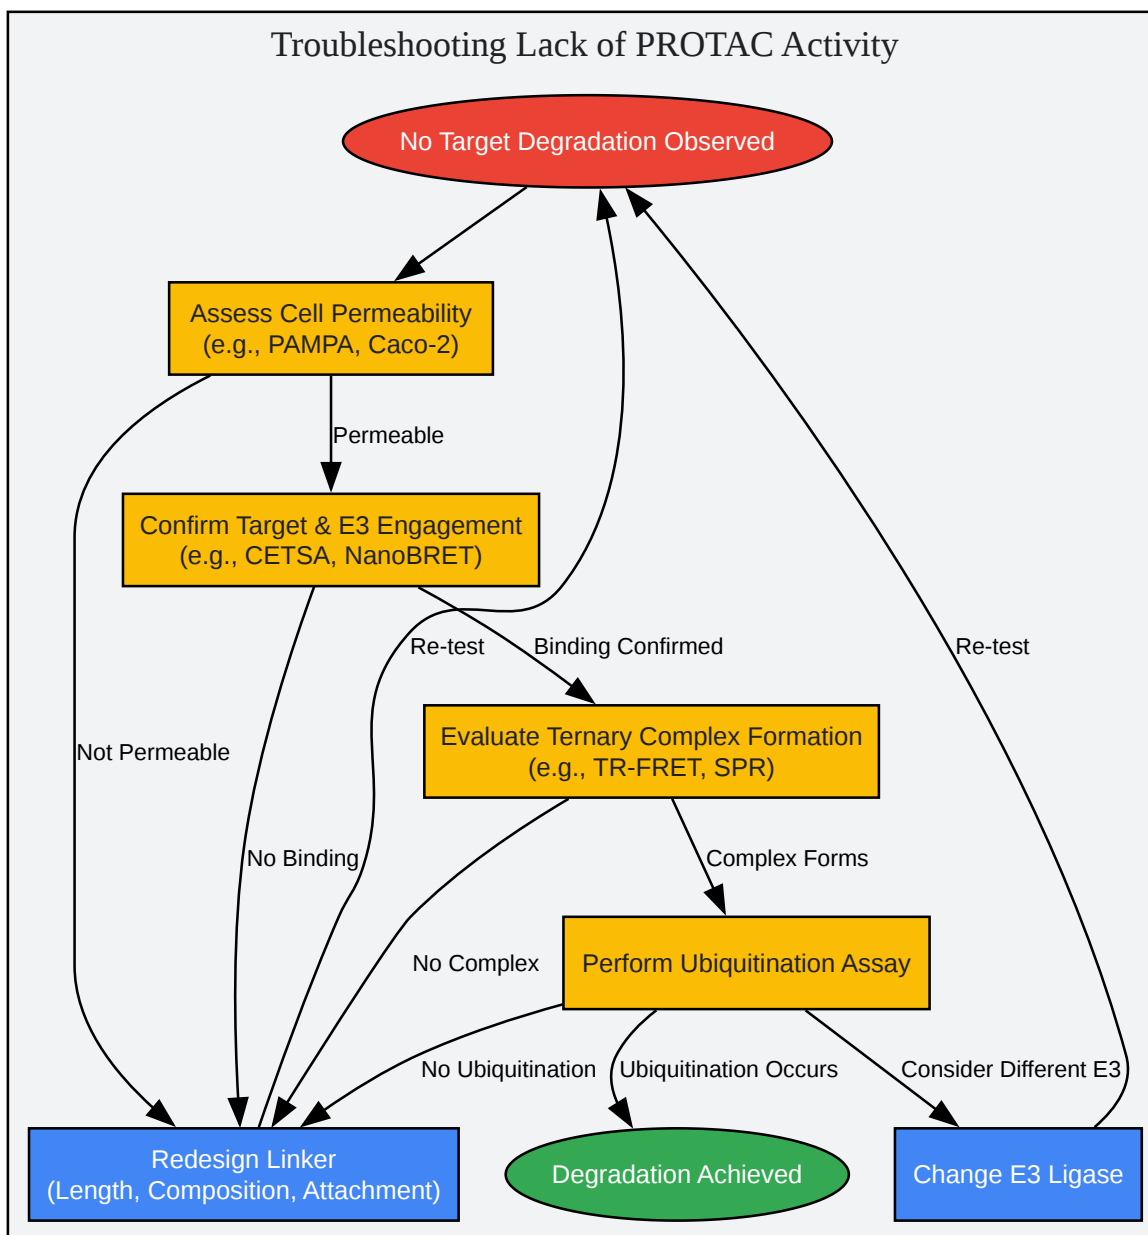 Troubleshooting Lack of PROTAC Activity
No Target Degradation Observed
Assess Cell Permeability
(e.g., PAMPA, Caco-2)
Permeable
Confirm Target & E3 Engagement
(e.g., CETSA, NanoBRET)
Re-test
Binding Confirmed
Re-test
Evaluate Ternary Complex Formation
(e.g., TR-FRET, SPR)
Not Permeable
No Binding
Complex Forms
No Complex
Perform Ubiquitination Assay
No Ubiquitination
Ubiquitination Occurs
Consider Different E3
Redesign Linker
(Length, Composition, Attachment)
Degradation Achieved
Change E3 Ligase